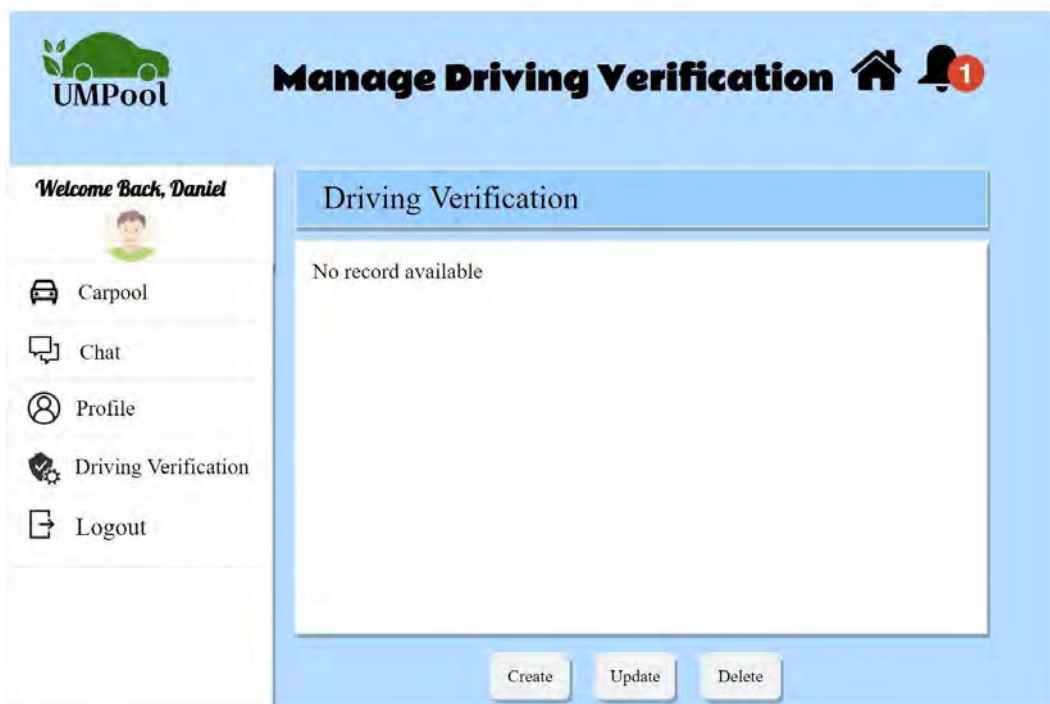 UMPool
Manage Driving Verification
1
Welcome Back, Daniel
Carpool
Chat
Profile
Driving Verification
Logout
Driving Verification
No record available
Create
Update
Delete